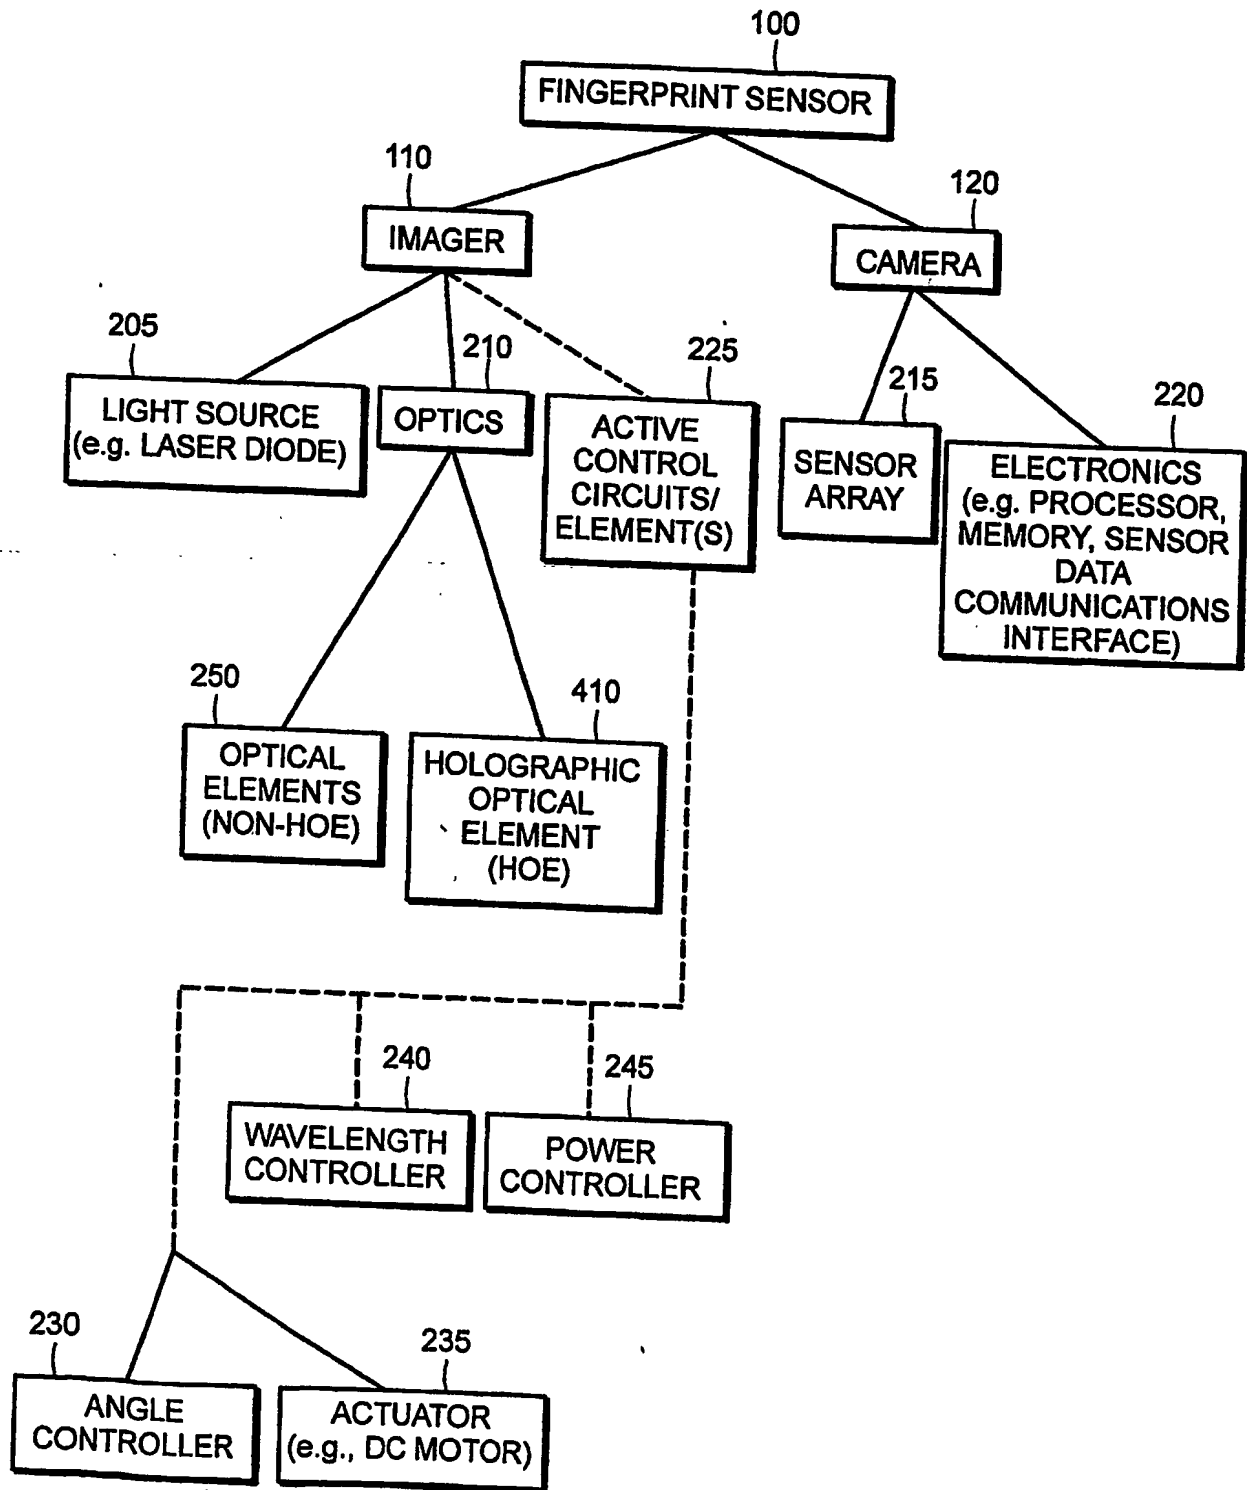 100
FINGERPRINT SENSOR
110
IMAGER
120
CAMERA
205
LIGHT SOURCE
(e.g. LASER DIODE)
210
OPTICS
225
ACTIVE
CONTROL
CIRCUITS/
ELEMENT(S)
215
SENSOR
ARRAY
220
ELECTRONICS
(e.g. PROCESSOR,
MEMORY, SENSOR
DATA
COMMUNICATIONS
INTERFACE)
250
OPTICAL
ELEMENTS
(NON-HOE)
410
HOLOGRAPHIC
OPTICAL
ELEMENT
(HOE)
240
WAVELENGTH
CONTROLLER
245
POWER
CONTROLLER
230
ANGLE
CONTROLLER
235
ACTUATOR
(e.g., DC MOTOR)